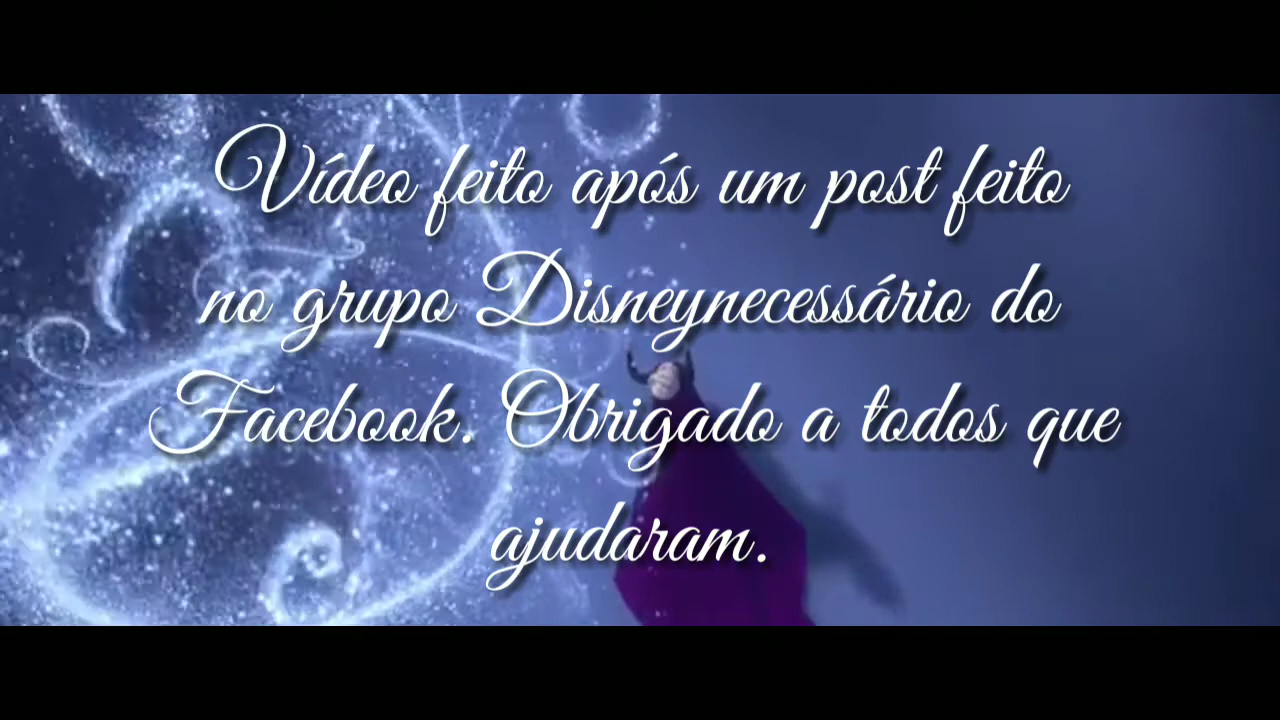 Vídeo feito após um post feito
no grupo Disneynecessário do
Facebook. Obrigado a todos que
ajudaram.